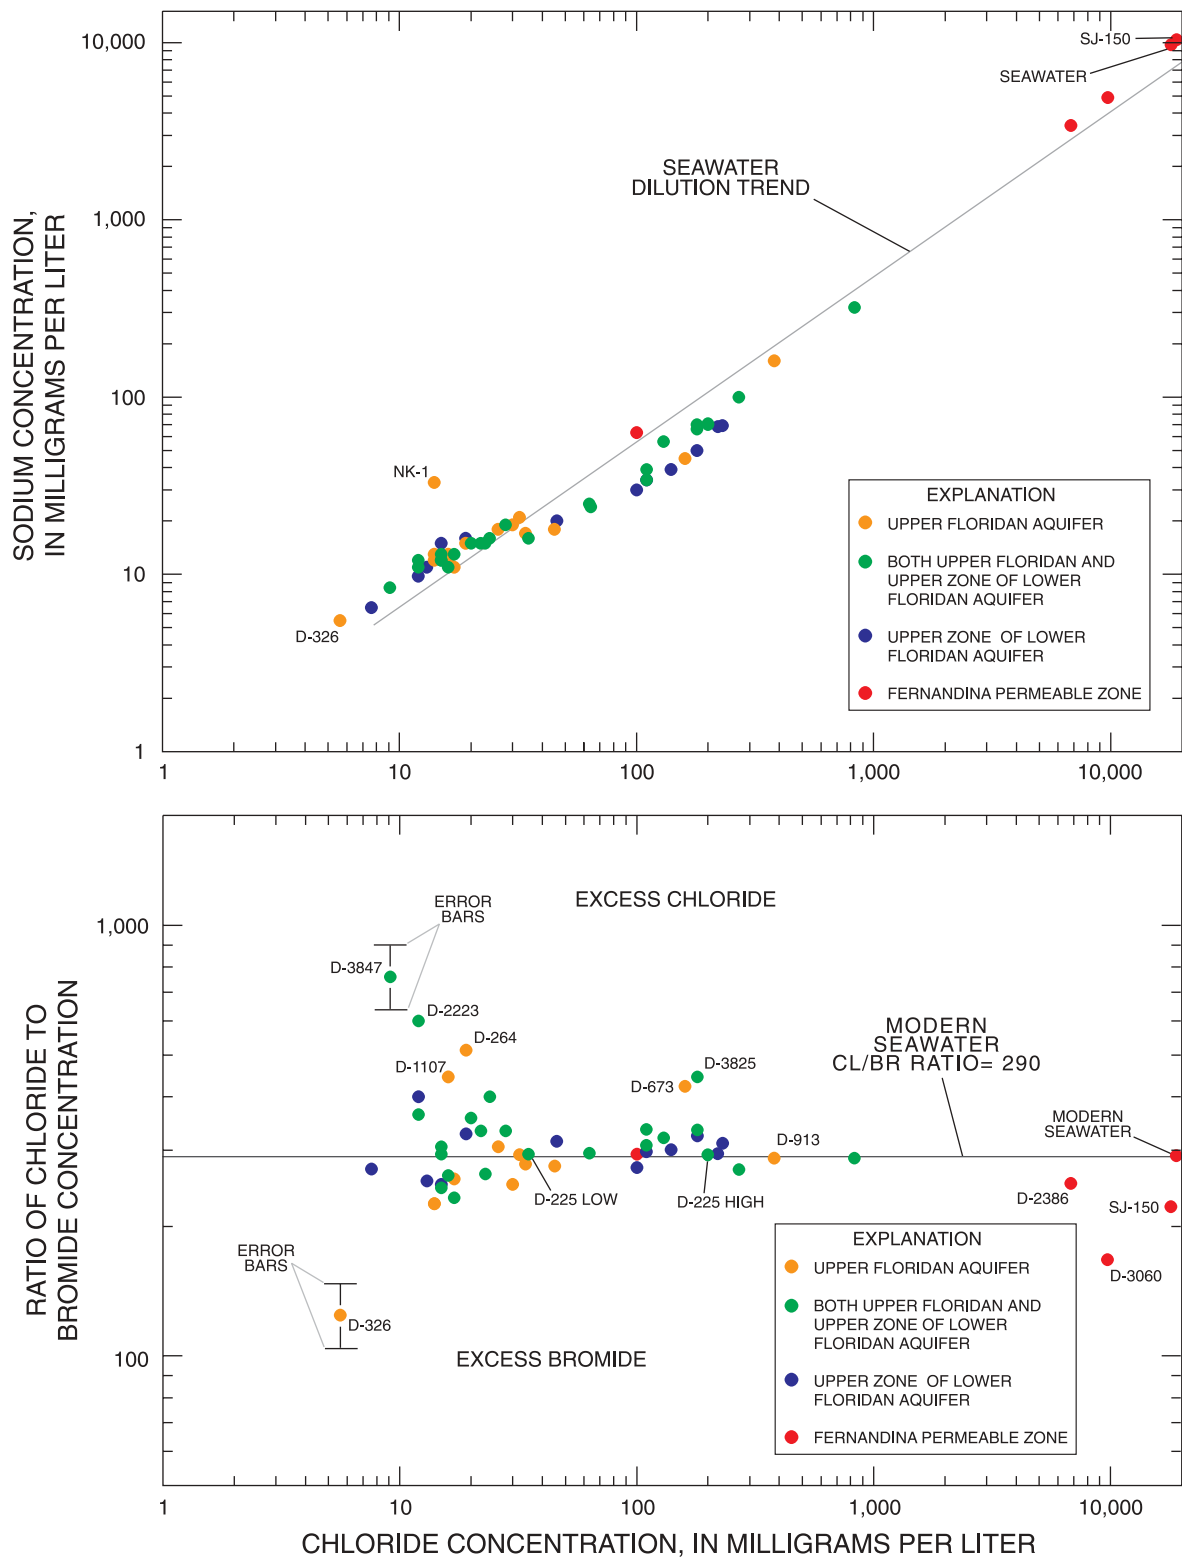 SODIUM CONCENTRATION,
IN MILLIGRAMS PER LITER
10,000
1,000
100
10
1
SJ-150
SEAWATER
SEAWATER
DILUTION TREND
NK-1
D-326
EXPLANATION
UPPER FLORIDAN AQUIFER
BOTH UPPER FLORIDAN AND
UPPER ZONE OF LOWER
FLORIDAN AQUIFER
UPPER ZONE OF LOWER
FLORIDAN AQUIFER
FERNANDINA PERMEABLE ZONE
1
10
100
1,000
10,000
RATIO OF CHLORIDE TO
BROMIDE CONCENTRATION
1,000
100
ERROR
BARS
EXCESS CHLORIDE
D-3847
D-2223
D-264
D-1107
D-673
D-3825
MODERN
SEAWATER
CL/BR RATIO= 290
MODERN
SEAWATER
D-913
D-225 LOW
D-225 HIGH
D-2386
SJ-150
D-3060
ERROR
BARS
D-326
EXCESS BROMIDE
EXPLANATION
UPPER FLORIDAN AQUIFER
BOTH UPPER FLORIDAN AND
UPPER ZONE OF LOWER
FLORIDAN AQUIFER
UPPER ZONE OF LOWER
FLORIDAN AQUIFER
FERNANDINA PERMEABLE ZONE
1
10
100
1,000
10,000
CHLORIDE CONCENTRATION, IN MILLIGRAMS PER LITER